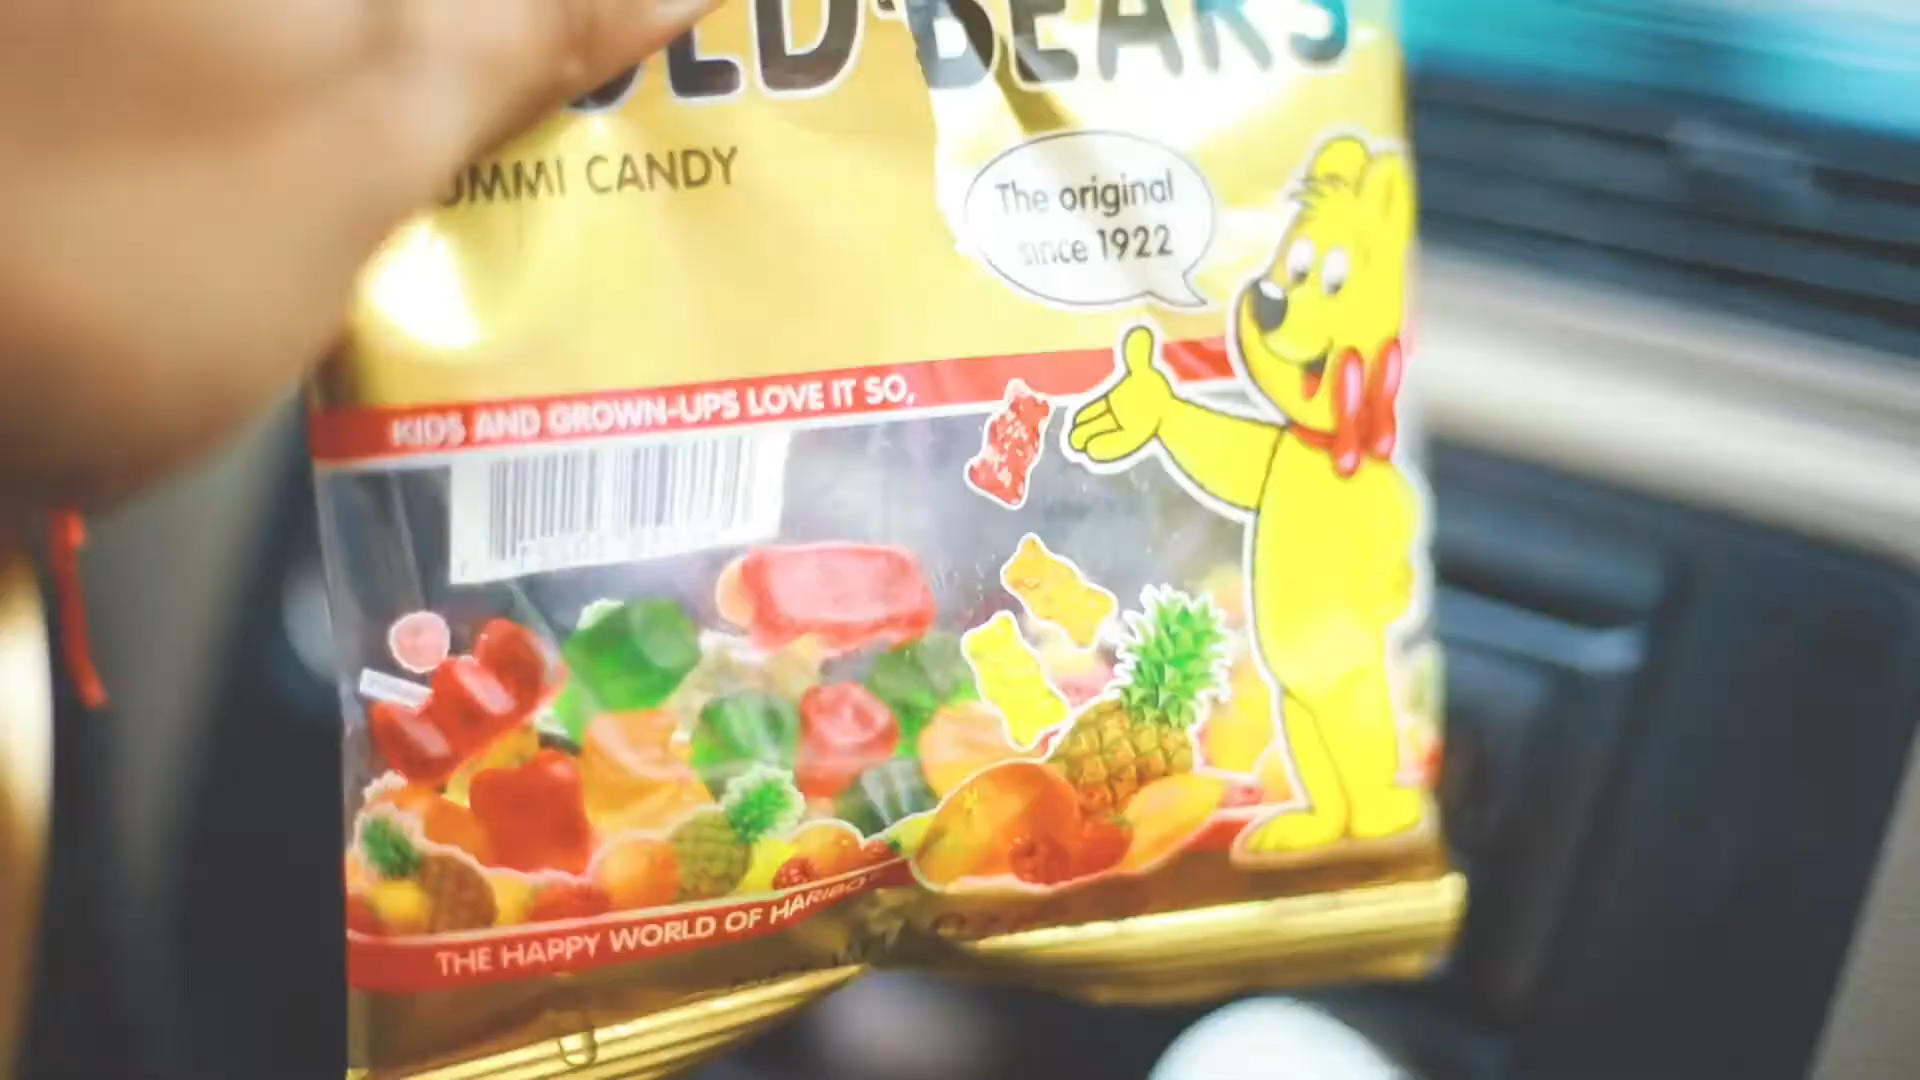 OLD-BEARS
UMMI CANDY
The original
since 1922
KIDS AND GROWN-UPS LOVE IT SO,
THE HAPPY WORLD OF HARIBO